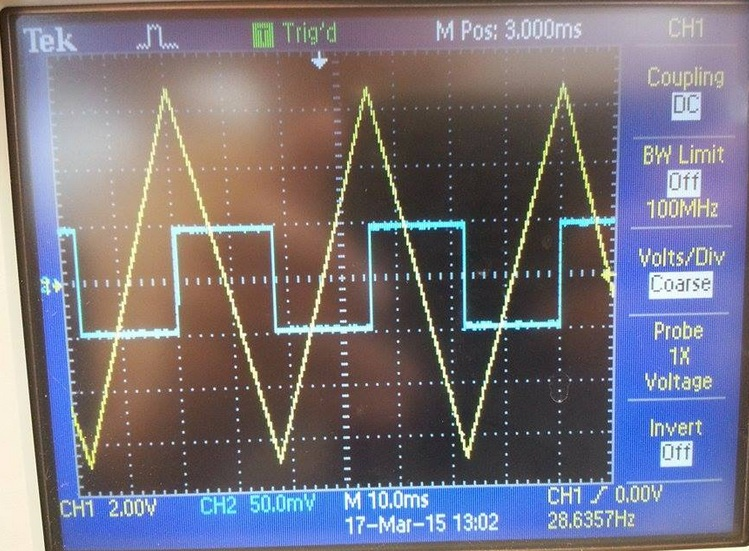 Tek Trig'd M Pos: 3.000ms CH1
Coupling
DC
BW Limit
Off
100MHz
Volts/Div
Coarse
Probe
1X
Voltage
Invert
Off
2
CH1 2.00V CH2 50.0mV M 10.0ms CH1 0.00V
17-Mar-15 13:02 28.6357Hz